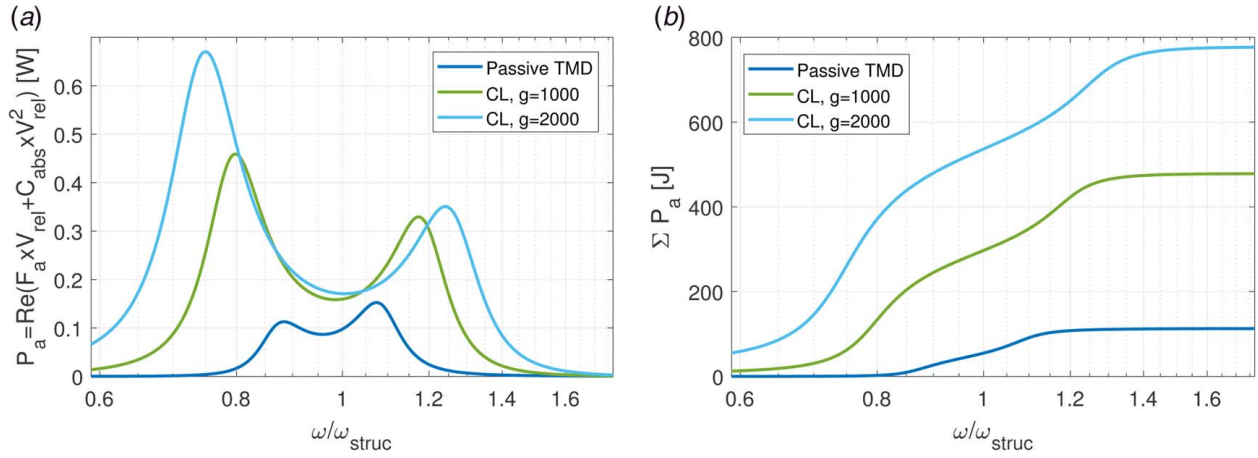 (a)
P_a=Re(F_a x V_rel+C_abs x V²_rel) [W]
0.6
0.5
0.4
0.3
0.2
0.1
0
Passive TMD
CL, g=1000
CL, g=2000
0.6 0.8 1 1.2 1.4 1.6
ω/ω_struc
(b)
Σ P_a [J]
800
600
400
200
0
Passive TMD
CL, g=1000
CL, g=2000
0.6 0.8 1 1.2 1.4 1.6
ω/ω_struc